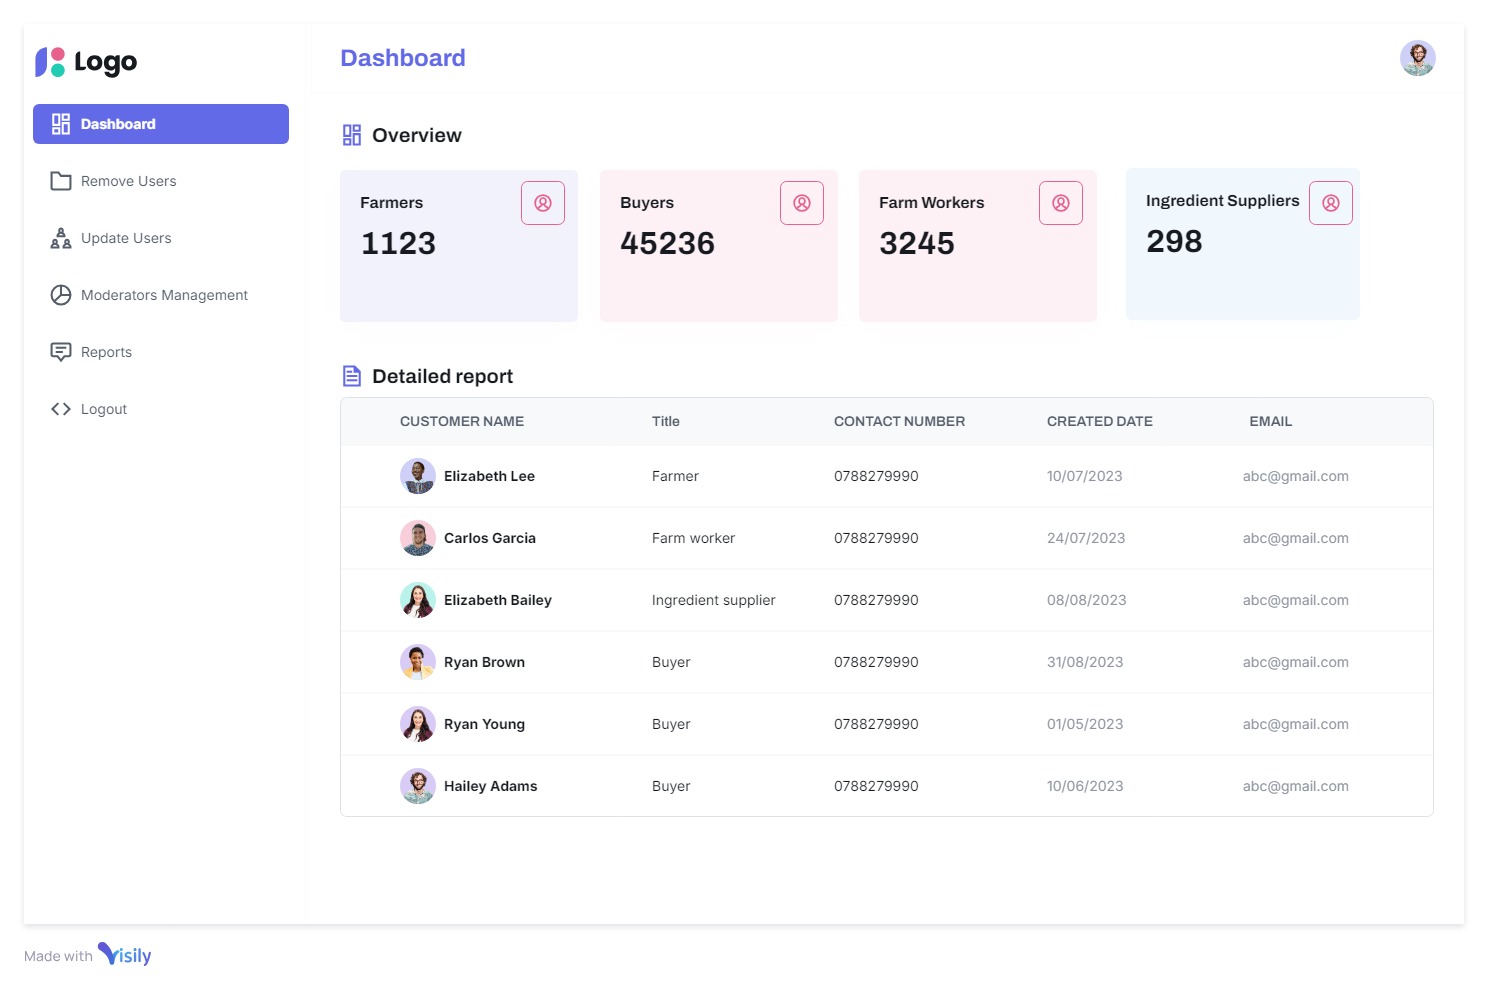 Logo
Dashboard
Remove Users
Update Users
Moderators Management
Reports
Logout
Dashboard
Overview
Farmers
1123
Buyers
45236
Farm Workers
3245
Ingredient Suppliers
298
Detailed report
CUSTOMER NAME Title CONTACT NUMBER CREATED DATE EMAIL
Elizabeth Lee Farmer 0788279990 10/07/2023 abc@gmail.com
Carlos Garcia Farm worker 0788279990 24/07/2023 abc@gmail.com
Elizabeth Bailey Ingredient supplier 0788279990 08/08/2023 abc@gmail.com
Ryan Brown Buyer 0788279990 31/08/2023 abc@gmail.com
Ryan Young Buyer 0788279990 01/05/2023 abc@gmail.com
Hailey Adams Buyer 0788279990 10/06/2023 abc@gmail.com
Made with Visily